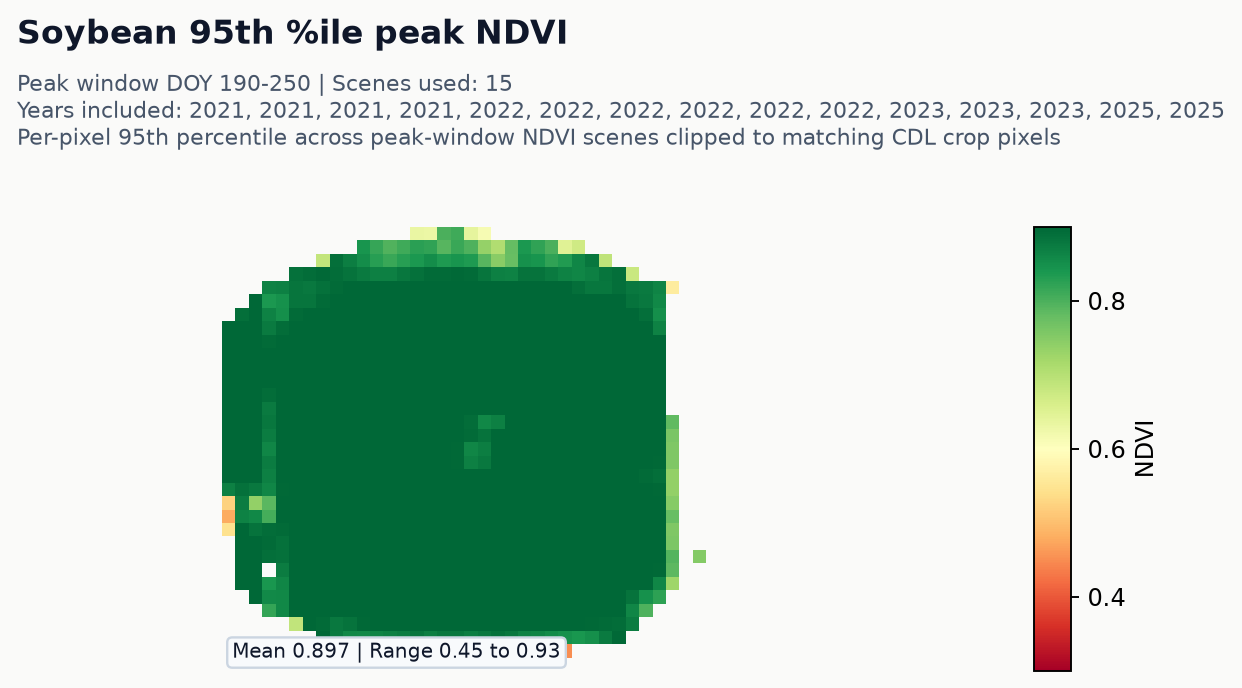 Soybean 95th %ile peak NDVI
Peak window DOY 190-250 | Scenes used: 15
Years included: 2021, 2021, 2021, 2021, 2022, 2022, 2022, 2022, 2022, 2022, 2023, 2023, 2023, 2025, 2025
Per-pixel 95th percentile across peak-window NDVI scenes clipped to matching CDL crop pixels
0.8
0.6
0.4
NDVI
Mean 0.897 | Range 0.45 to 0.93